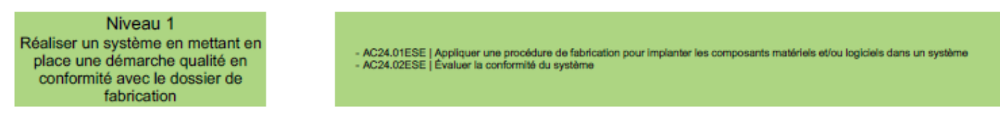 Niveau 1
Réaliser un système en mettant en
place une démarche qualité en
conformité avec le dossier de
fabrication
- AC24.01ESE | Appliquer une procédure de fabrication pour implanter les composants matériels et/ou logiciels dans un système
- AC24.02ESE | Évaluer la conformité du système